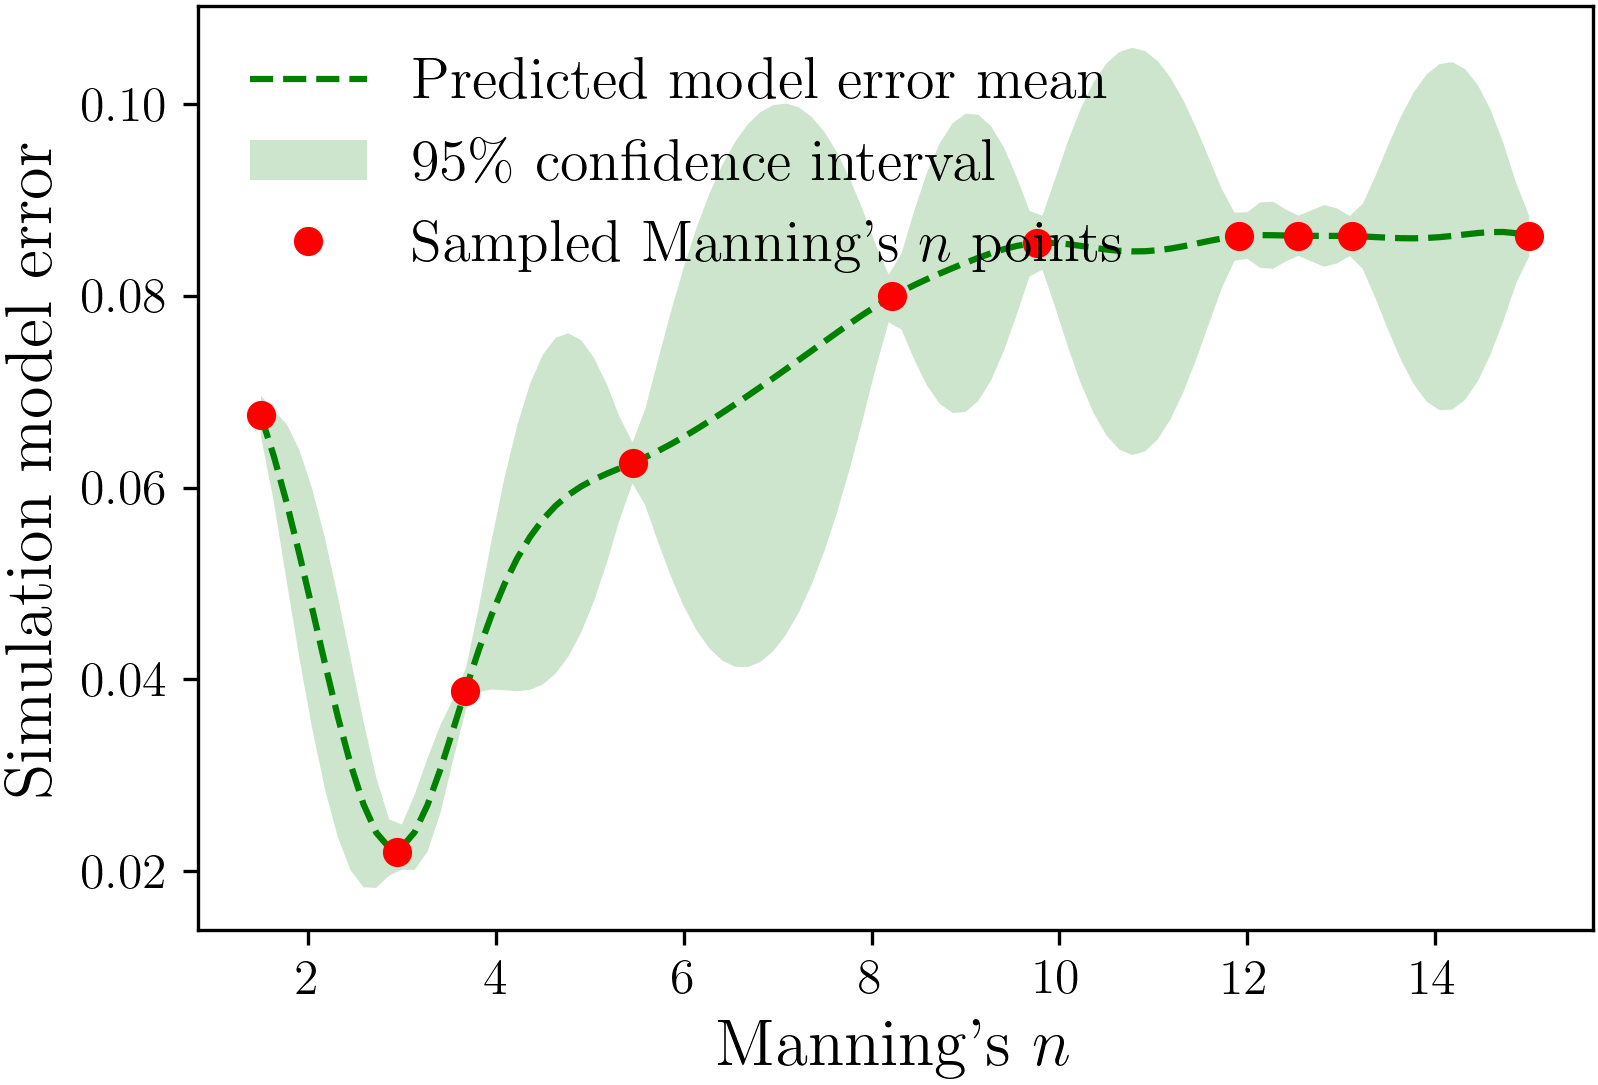 Predicted model error mean
95% confidence interval
Sampled Manning's n points
Simulation model error
0.10
0.08
0.06
0.04
0.02
2 4 6 8 10 12 14
Manning's n